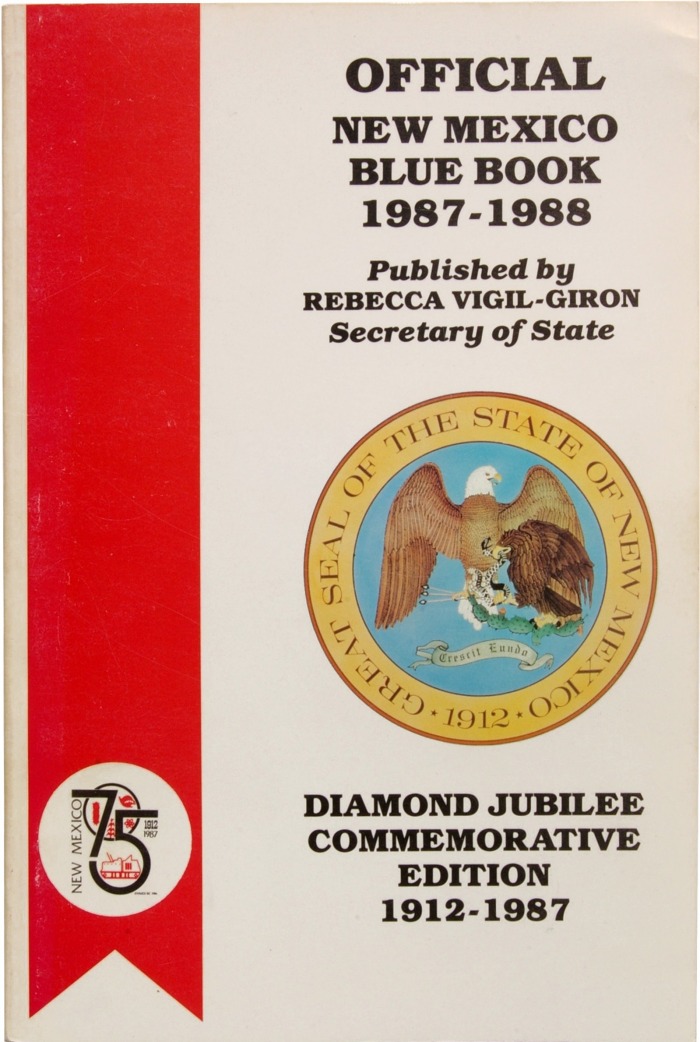 OFFICIAL
NEW MEXICO
BLUE BOOK
1987-1988
Published by
REBECCA VIGIL-GIRON
Secretary of State
GREAT SEAL OF THE STATE OF NEW MEXICO
★ 1912 ★
Crescit Eundo
NEW MEXICO
75
1912
1987
DIAMOND JUBILEE
COMMEMORATIVE
EDITION
1912-1987